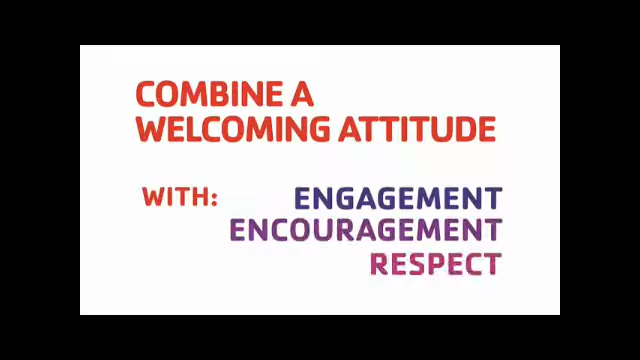 COMBINE A
WELCOMING ATTITUDE
WITH: ENGAGEMENT
ENCOURAGEMENT
RESPECT